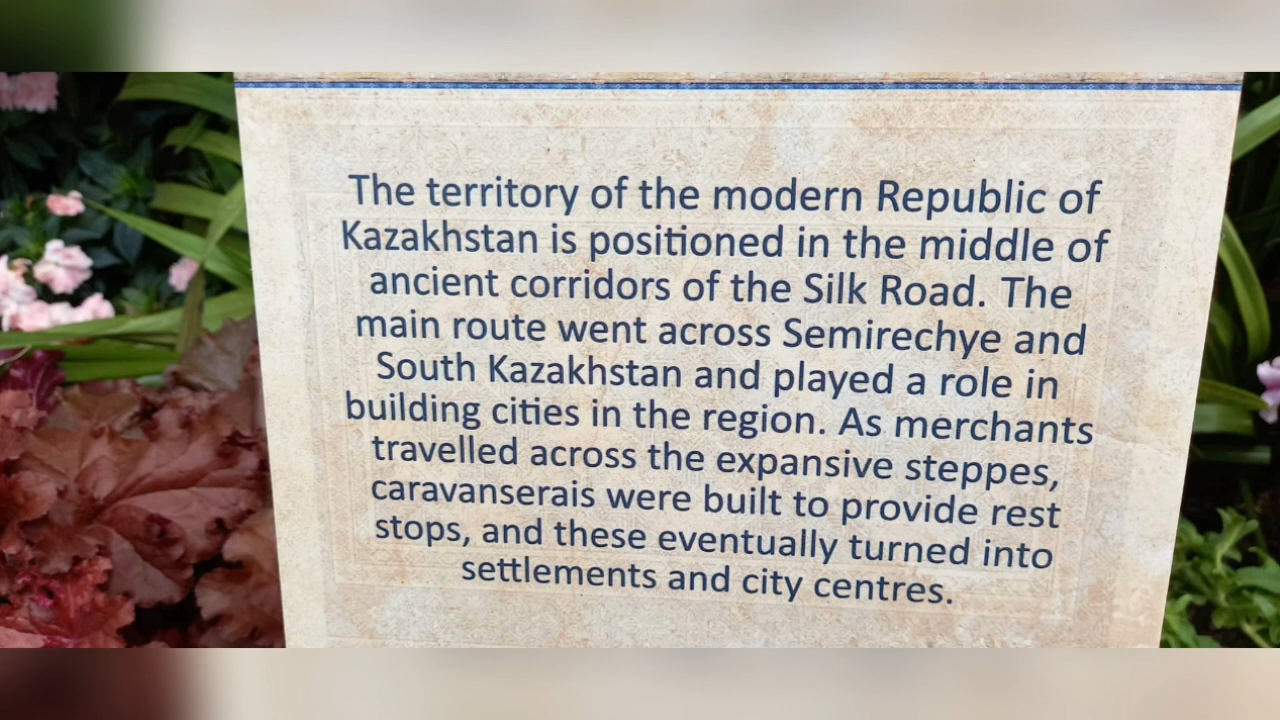 The territory of the modern Republic of
Kazakhstan is positioned in the middle of
ancient corridors of the Silk Road. The
main route went across Semirechye and
South Kazakhstan and played a role in
building cities in the region. As merchants
travelled across the expansive steppes,
caravanserais were built to provide rest
stops, and these eventually turned into
settlements and city centres.